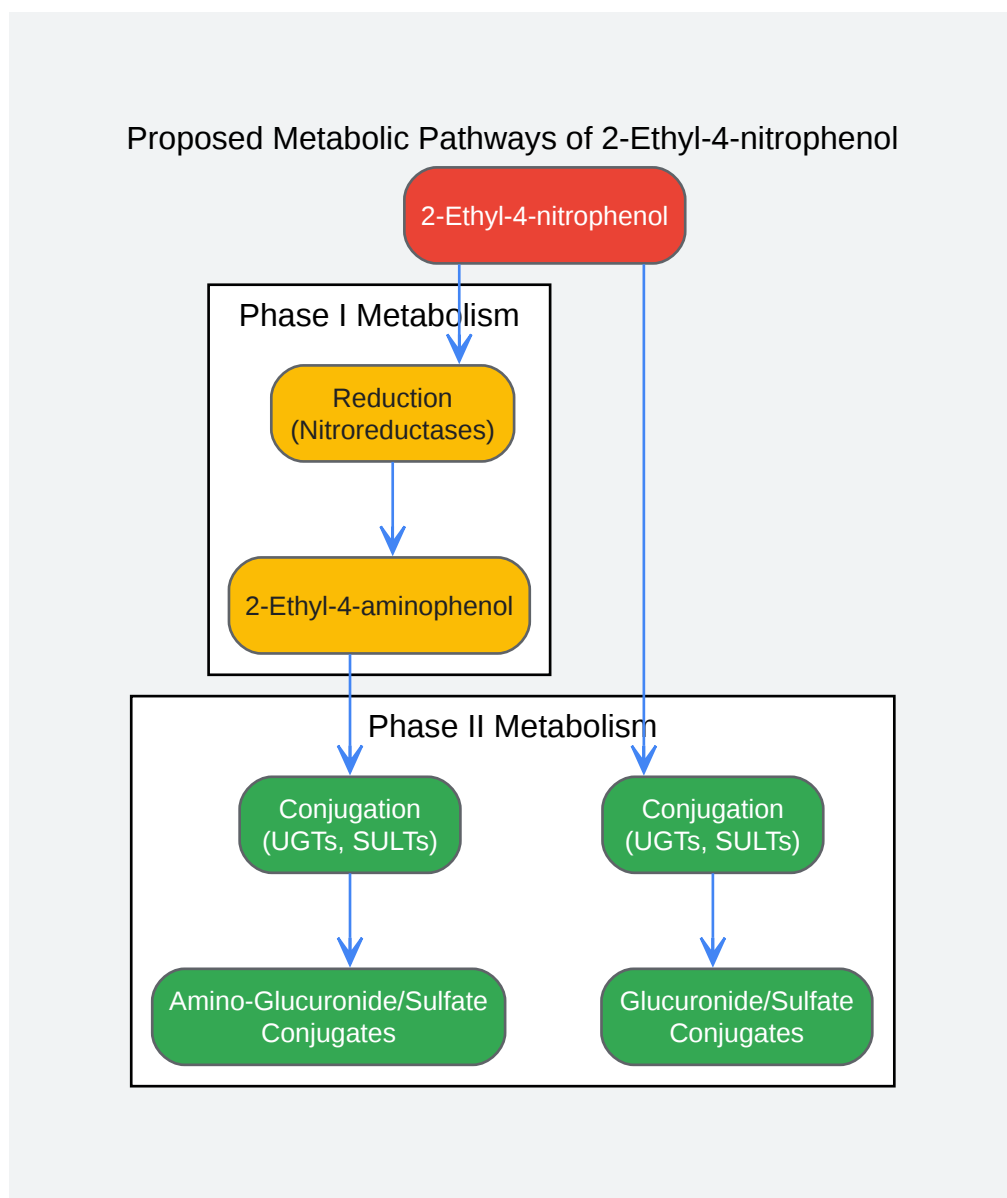 Proposed Metabolic Pathways of 2-Ethyl-4-nitrophenol
2-Ethyl-4-nitrophenol
Phase I Metabolism
Reduction
(Nitroreductases)
2-Ethyl-4-aminophenol
Phase II Metabolism
Conjugation
(UGTs, SULTs)
Conjugation
(UGTs, SULTs)
Amino-Glucuronide/Sulfate
Conjugates
Glucuronide/Sulfate
Conjugates